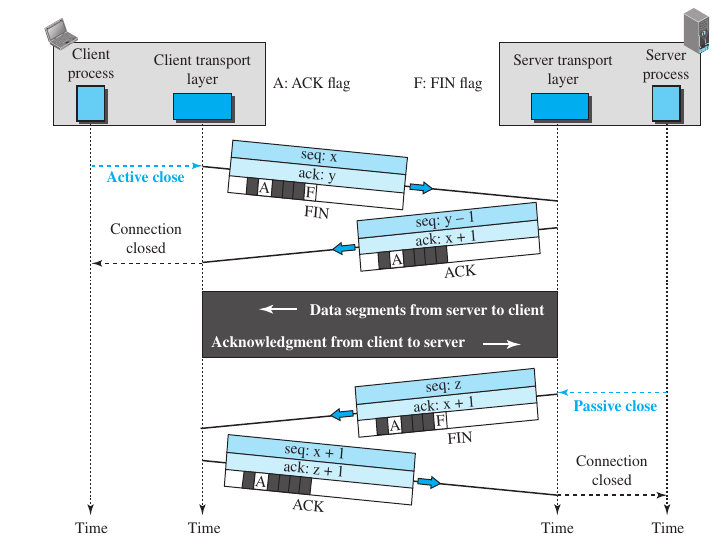 Client
process
Client transport
layer
A: ACK flag
F: FIN flag
Server transport
layer
Server
process
Active close
seq: x
ack: y
A
F
FIN
seq: y – 1
ack: x + 1
A
ACK
Connection
closed
Data segments from server to client
Acknowledgment from client to server
seq: z
ack: x + 1
A
F
FIN
Passive close
seq: x + 1
ack: z + 1
A
ACK
Connection
closed
Time
Time
Time
Time